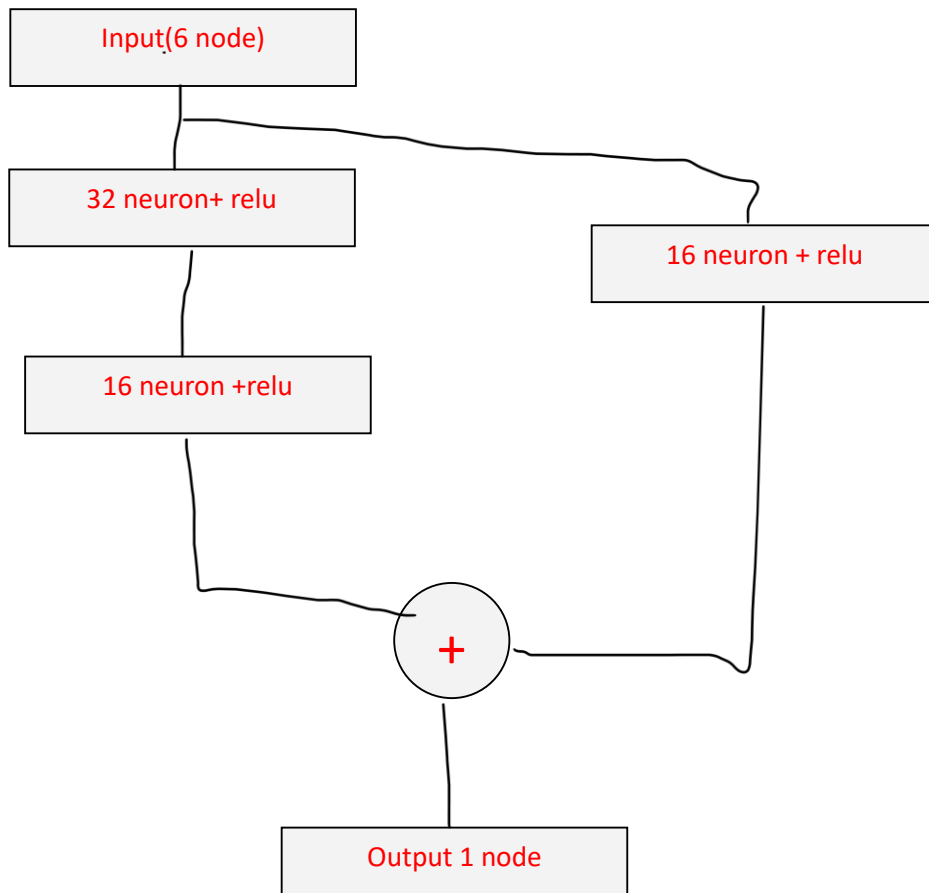 Input(6 node)
32 neuron+ relu
16 neuron + relu
16 neuron +relu
+
Output 1 node